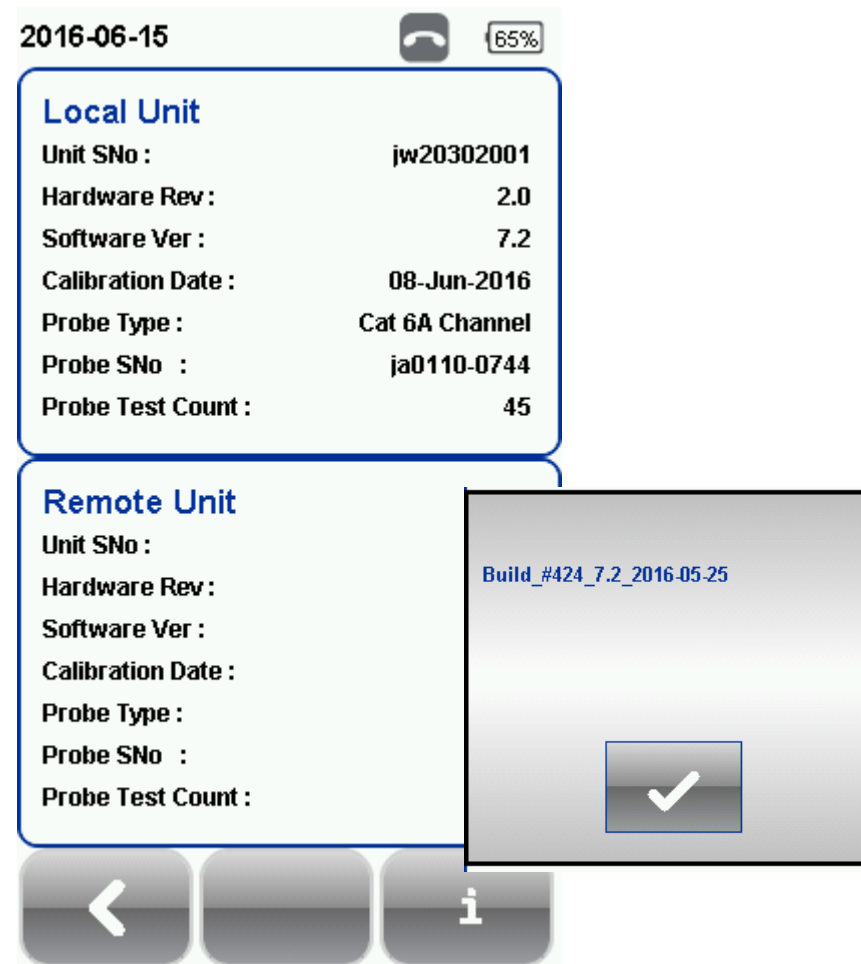 2016-06-15 65%
Local Unit
Unit SNo : jw20302001
Hardware Rev : 2.0
Software Ver : 7.2
Calibration Date : 08-Jun-2016
Probe Type : Cat 6A Channel
Probe SNo : ja0110-0744
Probe Test Count : 45
Remote Unit
Unit SNo :
Hardware Rev :
Software Ver :
Calibration Date :
Probe Type :
Probe SNo :
Probe Test Count :
Build_#424_7.2_2016-05-25
i